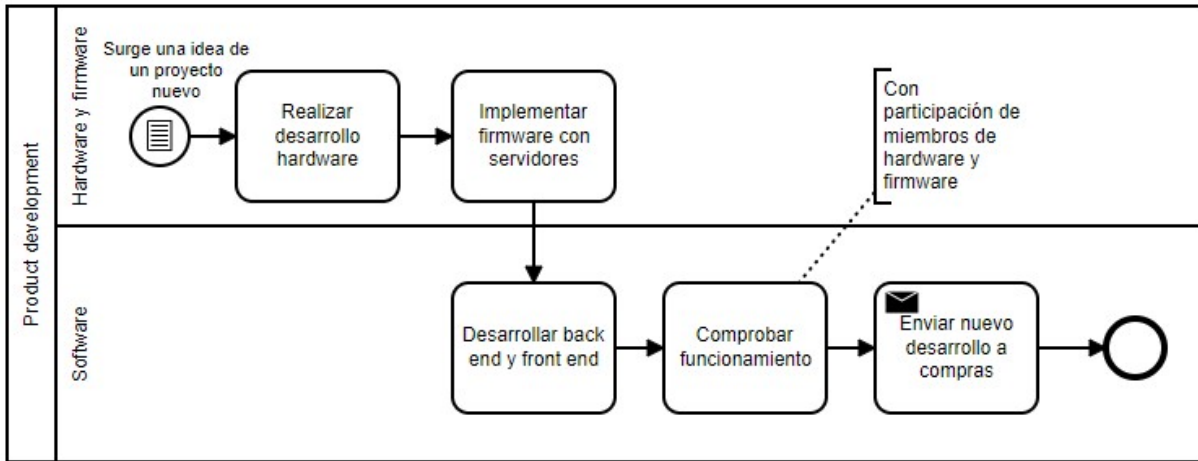 Product development
Hardware y firmware
Surge una idea de
un proyecto
nuevo
Realizar
desarrollo
hardware
Implementar
firmware con
servidores
Con
participación de
miembros de
hardware y
firmware
Software
Desarrollar back
end y front end
Comprobar
funcionamiento
Enviar nuevo
desarrollo a
compras